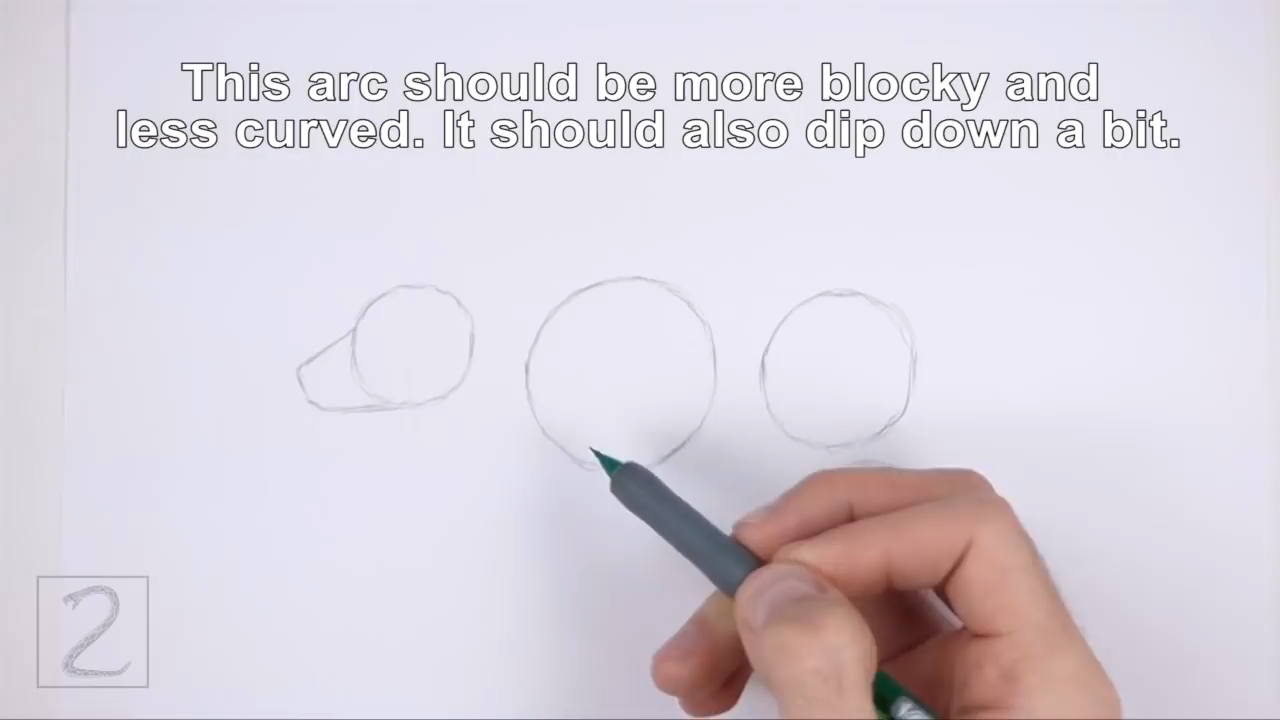 This arc should be more blocky and
less curved. It should also dip down a bit.
2